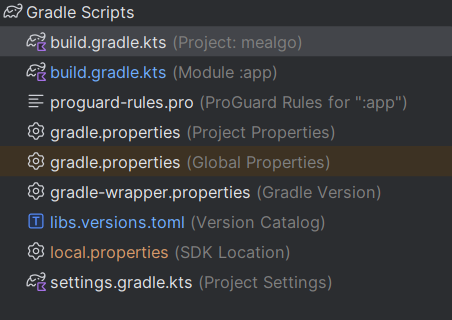 Gradle Scripts
build.gradle.kts (Project: mealgo)
build.gradle.kts (Module :app)
proguard-rules.pro (ProGuard Rules for ":app")
gradle.properties (Project Properties)
gradle.properties (Global Properties)
gradle-wrapper.properties (Gradle Version)
T libs.versions.toml (Version Catalog)
local.properties (SDK Location)
settings.gradle.kts (Project Settings)